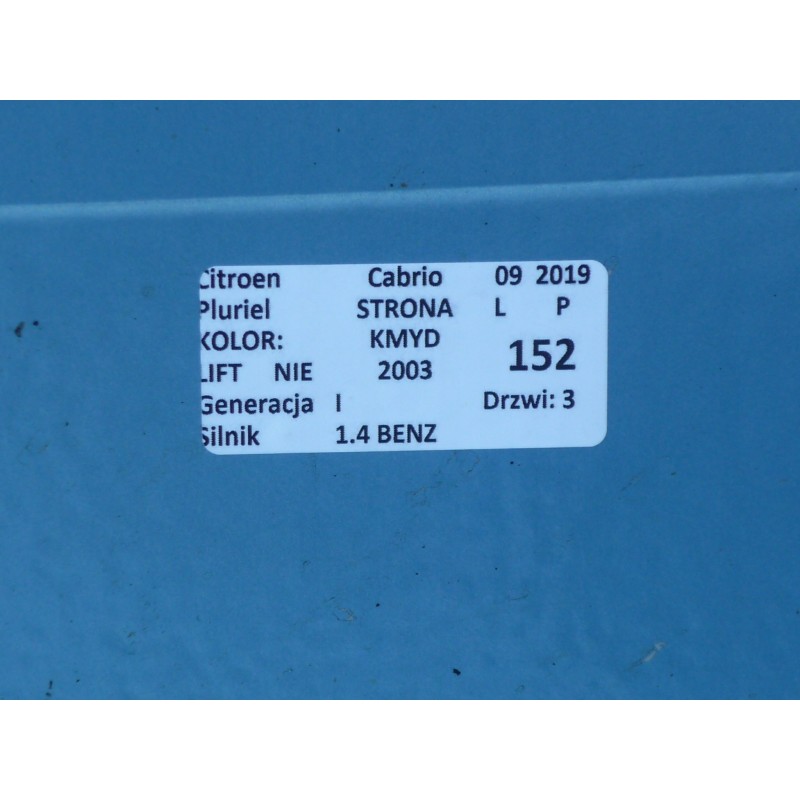 Citroen Cabrio 09 2019
Pluriel STRONA L P
KOLOR: KMYD
152
LIFT NIE 2003
Generacja I Drzwi: 3
Silnik 1.4 BENZ